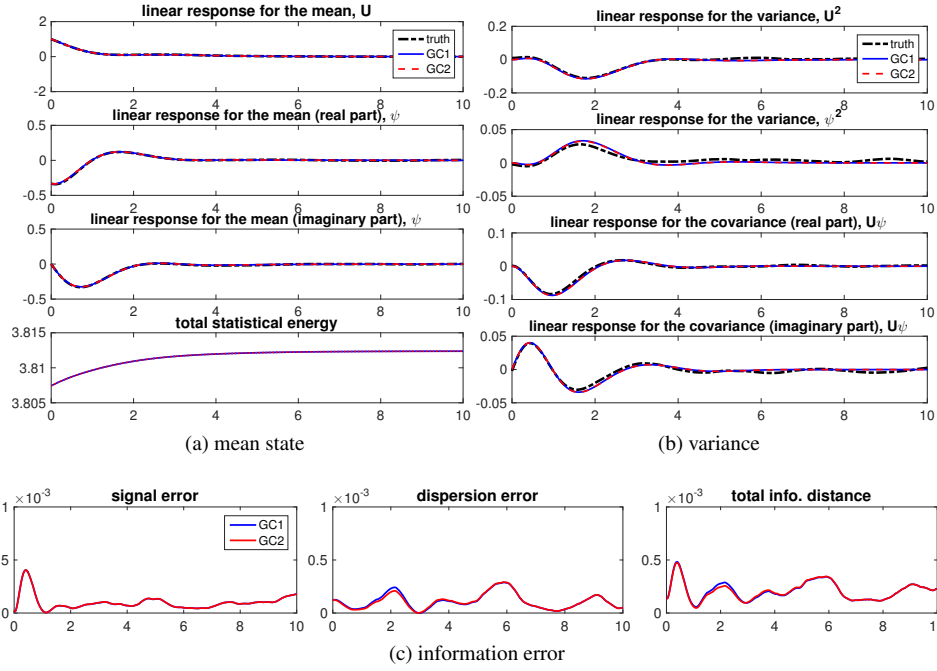 linear response for the mean, U
2
0
-2
0 2 4 6 8 10
truth
GC1
GC2
linear response for the mean (real part), ψ
0.5
0
-0.5
0 2 4 6 8 10
linear response for the mean (imaginary part), ψ
0.5
0
-0.5
0 2 4 6 8 10
total statistical energy
3.815
3.81
3.805
0 2 4 6 8 10
(a) mean state
linear response for the variance, U²
0.2
0
-0.2
0 2 4 6 8 10
truth
GC1
GC2
linear response for the variance, ψ²
0.05
0
-0.05
0 2 4 6 8 10
linear response for the covariance (real part), Uψ
0.1
0
-0.1
0 2 4 6 8 10
linear response for the covariance (imaginary part), Uψ
0.05
0
-0.05
0 2 4 6 8 10
(b) variance
×10⁻³ signal error
1
5
0
0 2 4 6 8 10
GC1
GC2
×10⁻³ dispersion error
1
0.5
0
0 2 4 6 8 10
×10⁻³ total info. distance
1
0.5
0
0 2 4 6 8 1
(c) information error